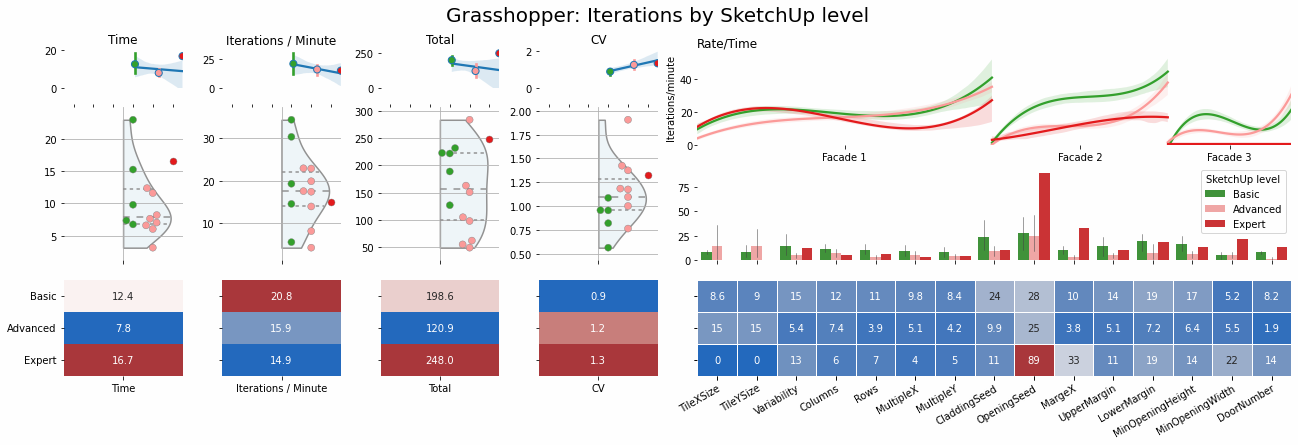 Grasshopper: Iterations by SketchUp level
Time
Iterations / Minute
Total
CV
Rate/Time
20
0
25
0
250
0
2
0
Iterations/minute
40
20
0
Facade 1
Facade 2
Facade 3
20
15
10
5
30
20
10
300
250
200
150
100
50
2.00
1.75
1.50
1.25
1.00
0.75
0.50
75
50
25
0
SketchUp level
Basic
Advanced
Expert
Basic
Advanced
Expert
12.4
7.8
16.7
Time
20.8
15.9
14.9
Iterations / Minute
198.6
120.9
248.0
Total
0.9
1.2
1.3
CV
8.6 9 15 12 11 9.8 8.4 24 28 10 14 19 17 5.2 8.2
15 15 5.4 7.4 3.9 5.1 4.2 9.9 25 3.8 5.1 7.2 6.4 5.5 1.9
0 0 13 6 7 4 5 11 89 33 11 19 14 22 14
TileXSize
TileYSize
Variability
Columns
Rows
MultipleX
MultipleY
CladdingSeed
OpeningSeed
MargeX
UpperMargin
LowerMargin
MinOpeningHeight
MinOpeningWidth
DoorNumber